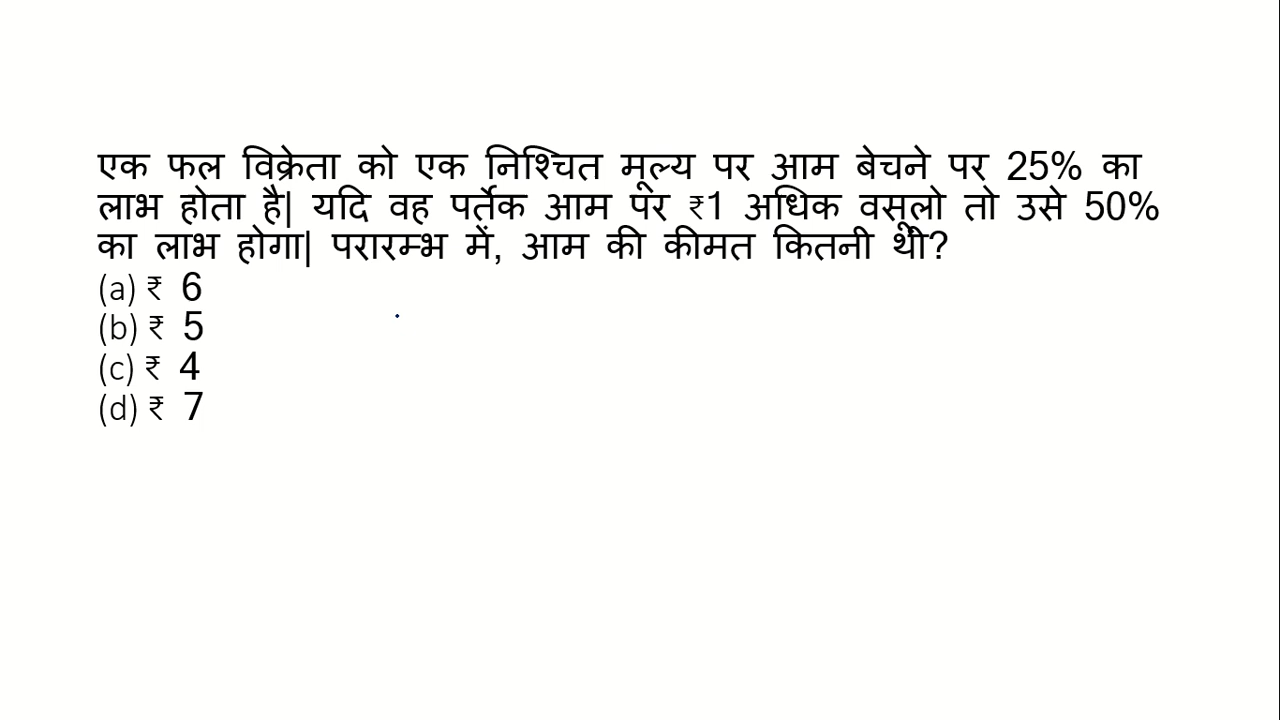 एक फल विक्रेता को एक निश्चित मूल्य पर आम बेचने पर 25% का
लाभ होता है| यदि वह पर्तेक आम पर ₹1 अधिक वसूलो तो उसे 50%
का लाभ होगा| परारम्भ में, आम की कीमत कितनी थी?
(a) ₹ 6
(b) ₹ 5
(c) ₹ 4
(d) ₹ 7